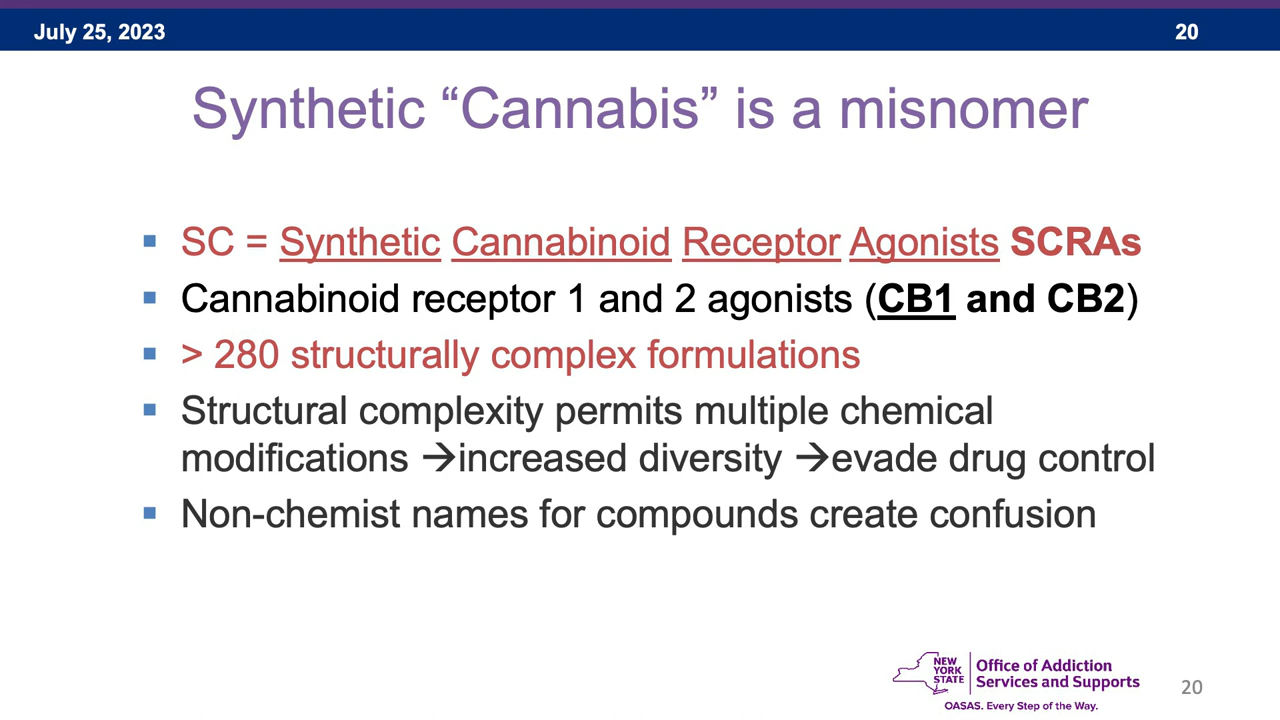 July 25, 2023
20
Synthetic “Cannabis” is a misnomer
▪ SC = Synthetic Cannabinoid Receptor Agonists SCRAs
▪ Cannabinoid receptor 1 and 2 agonists (CB1 and CB2)
▪ > 280 structurally complex formulations
▪ Structural complexity permits multiple chemical
modifications →increased diversity →evade drug control
▪ Non-chemist names for compounds create confusion
NEW
YORK
STATE
Office of Addiction
Services and Supports
OASAS. Every Step of the Way.
20